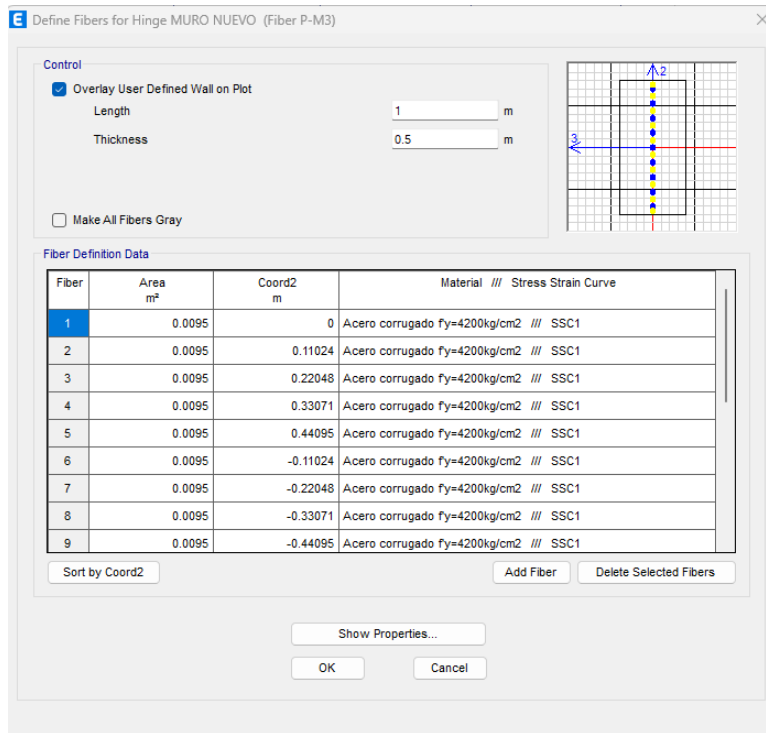 E Define Fibers for Hinge MURO NUEVO (Fiber P-M3)
Control
Overlay User Defined Wall on Plot
Length 1 m
Thickness 0.5 m
Make All Fibers Gray
2
3
Fiber Definition Data
Fiber Area Coord2 Material /// Stress Strain Curve
m² m
1 0.0095 0 Acero corrugado f'y=4200kg/cm2 /// SSC1
2 0.0095 0.11024 Acero corrugado f'y=4200kg/cm2 /// SSC1
3 0.0095 0.22048 Acero corrugado f'y=4200kg/cm2 /// SSC1
4 0.0095 0.33071 Acero corrugado f'y=4200kg/cm2 /// SSC1
5 0.0095 0.44095 Acero corrugado f'y=4200kg/cm2 /// SSC1
6 0.0095 -0.11024 Acero corrugado f'y=4200kg/cm2 /// SSC1
7 0.0095 -0.22048 Acero corrugado f'y=4200kg/cm2 /// SSC1
8 0.0095 -0.33071 Acero corrugado f'y=4200kg/cm2 /// SSC1
9 0.0095 -0.44095 Acero corrugado f'y=4200kg/cm2 /// SSC1
Sort by Coord2 Add Fiber Delete Selected Fibers
Show Properties...
OK Cancel